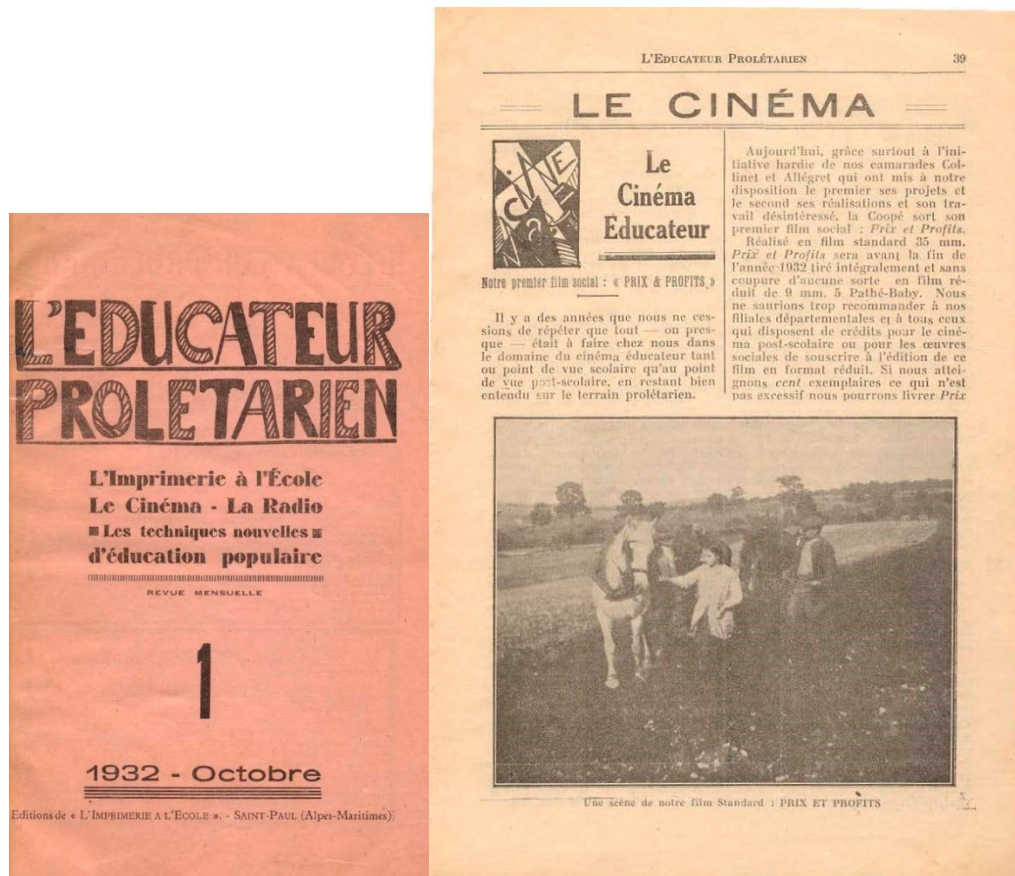 L'EDUCATEUR
PROLETARIEN
L'Imprimerie à l'École
Le Cinéma - La Radio
Les techniques nouvelles
d'éducation populaire
REVUE MENSUELLE
1
1932 - Octobre
Editions de « L'IMPRIMERIE A L'ECOLE ». - SAINT-PAUL (Alpes-Maritimes)
L'EDUCATEUR PROLÉTARIEN
39
LE CINÉMA
Le
Cinéma
Éducateur
Notre premier film social : « PRIX & PROFITS »
Il y a des années que nous ne ces-
sions de répéter que tout — ou pres-
que — était à faire chez nous dans
le domaine du cinéma éducateur tant
ou point de vue scolaire qu'au point
de vue post-scolaire, en restant bien
entendu sur le terrain prolétarien.
Aujourd'hui, grâce surtout à l'ini-
tiative hardie de nos camarades Col-
linet et Allégret qui ont mis à notre
disposition le premier ses projets et
le second ses réalisations et son tra-
vail désintéressé, la Coopé sort son
premier film social : Prix et Profits.
Réalisé en film standard 35 mm.
Prix et Profits sera avant la fin de
l'année 1932 tiré intégralement et sans
coupure d'aucune sorte en film ré-
duit de 9 mm. 5 Pathé-Baby. Nous
ne saurions trop recommander à nos
filiales départementales et à tous ceux
qui disposent de crédits pour le ciné-
ma post-scolaire ou pour les œuvres
sociales de souscrire à l'édition de ce
film en format réduit. Si nous attei-
gnons cent exemplaires ce qui n'est
pas excessif nous pourrons livrer Prix
Une scène de notre film Standard : PRIX ET PROFITS